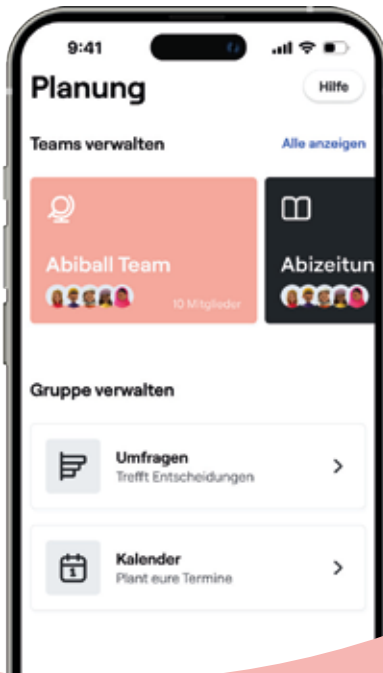 9:41
Planung
Hilfe
Teams verwalten
Alle anzeigen
Abiball Team
10 Mitglieder
Abizeitun
Gruppe verwalten
Umfragen
Trefft Entscheidungen
Kalender
Plant eure Termine
1